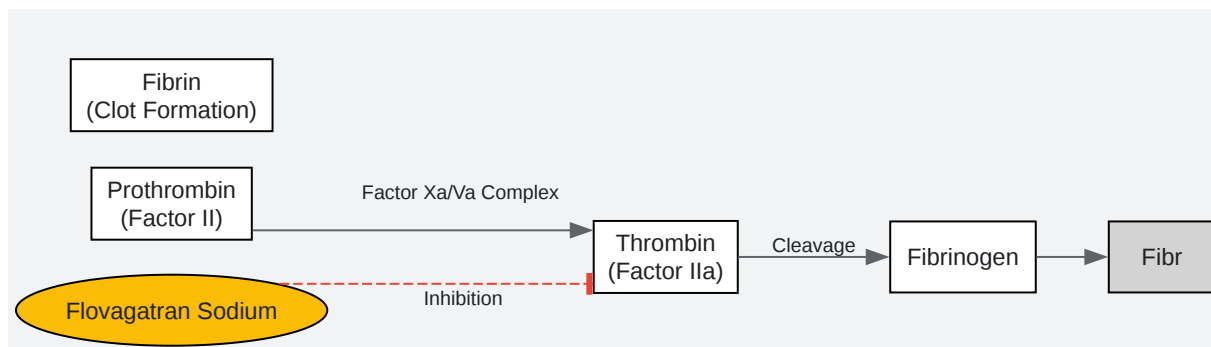 Fibrin
(Clot Formation)
Prothrombin
(Factor II)
Factor Xa/Va Complex
Thrombin
(Factor IIa)
Cleavage
Fibrinogen
Fibr
Inhibition
Flovagatran Sodium